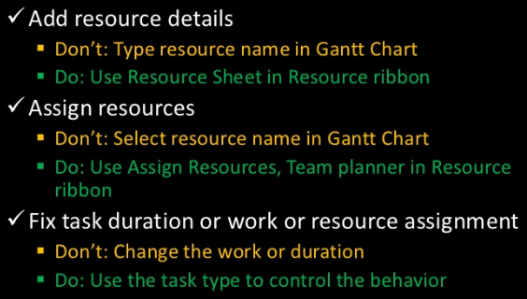 ✓ Add resource details
▪ Don't: Type resource name in Gantt Chart
▪ Do: Use Resource Sheet in Resource ribbon
✓ Assign resources
▪ Don't: Select resource name in Gantt Chart
▪ Do: Use Assign Resources, Team planner in Resource
ribbon
✓ Fix task duration or work or resource assignment
▪ Don't: Change the work or duration
▪ Do: Use the task type to control the behavior